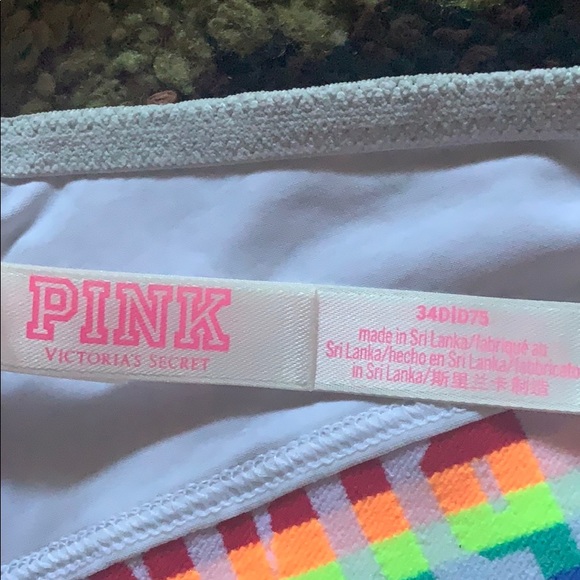 PINK
VICTORIA'S SECRET
34D|D75
made in Sri Lanka/fabriqué au
Sri Lanka/hecho en Sri Lanka/fabbricato
in Sri Lanka/斯里兰卡制造